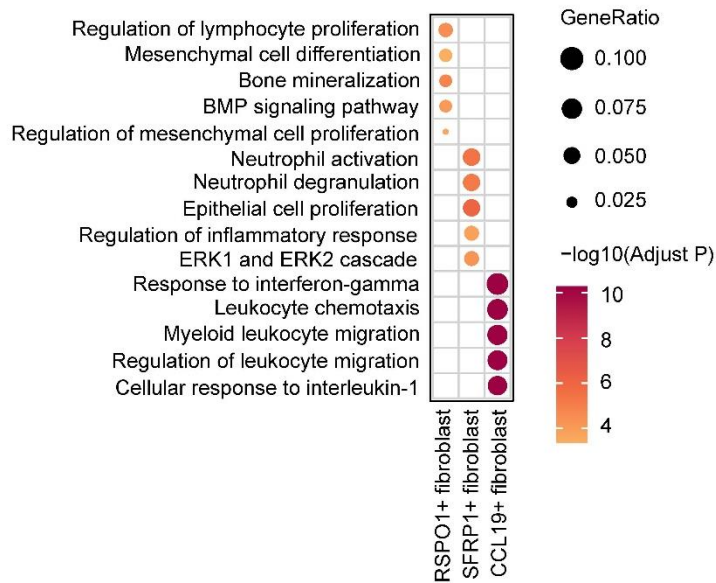 Regulation of lymphocyte proliferation
Mesenchymal cell differentiation
Bone mineralization
BMP signaling pathway
Regulation of mesenchymal cell proliferation
Neutrophil activation
Neutrophil degranulation
Epithelial cell proliferation
Regulation of inflammatory response
ERK1 and ERK2 cascade
Response to interferon-gamma
Leukocyte chemotaxis
Myeloid leukocyte migration
Regulation of leukocyte migration
Cellular response to interleukin-1
RSPO1+ fibroblast
SFRP1+ fibroblast
CCL19+ fibroblast
GeneRatio
0.100
0.075
0.050
0.025
−log10(Adjust P)
10
8
6
4